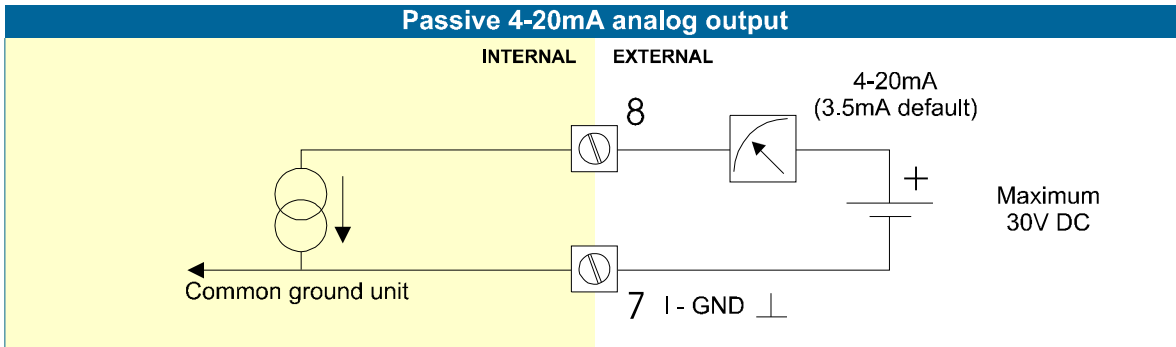 Passive 4-20mA analog output
INTERNAL EXTERNAL
4-20mA
(3.5mA default)
8
+
Maximum
30V DC
Common ground unit
7 I - GND